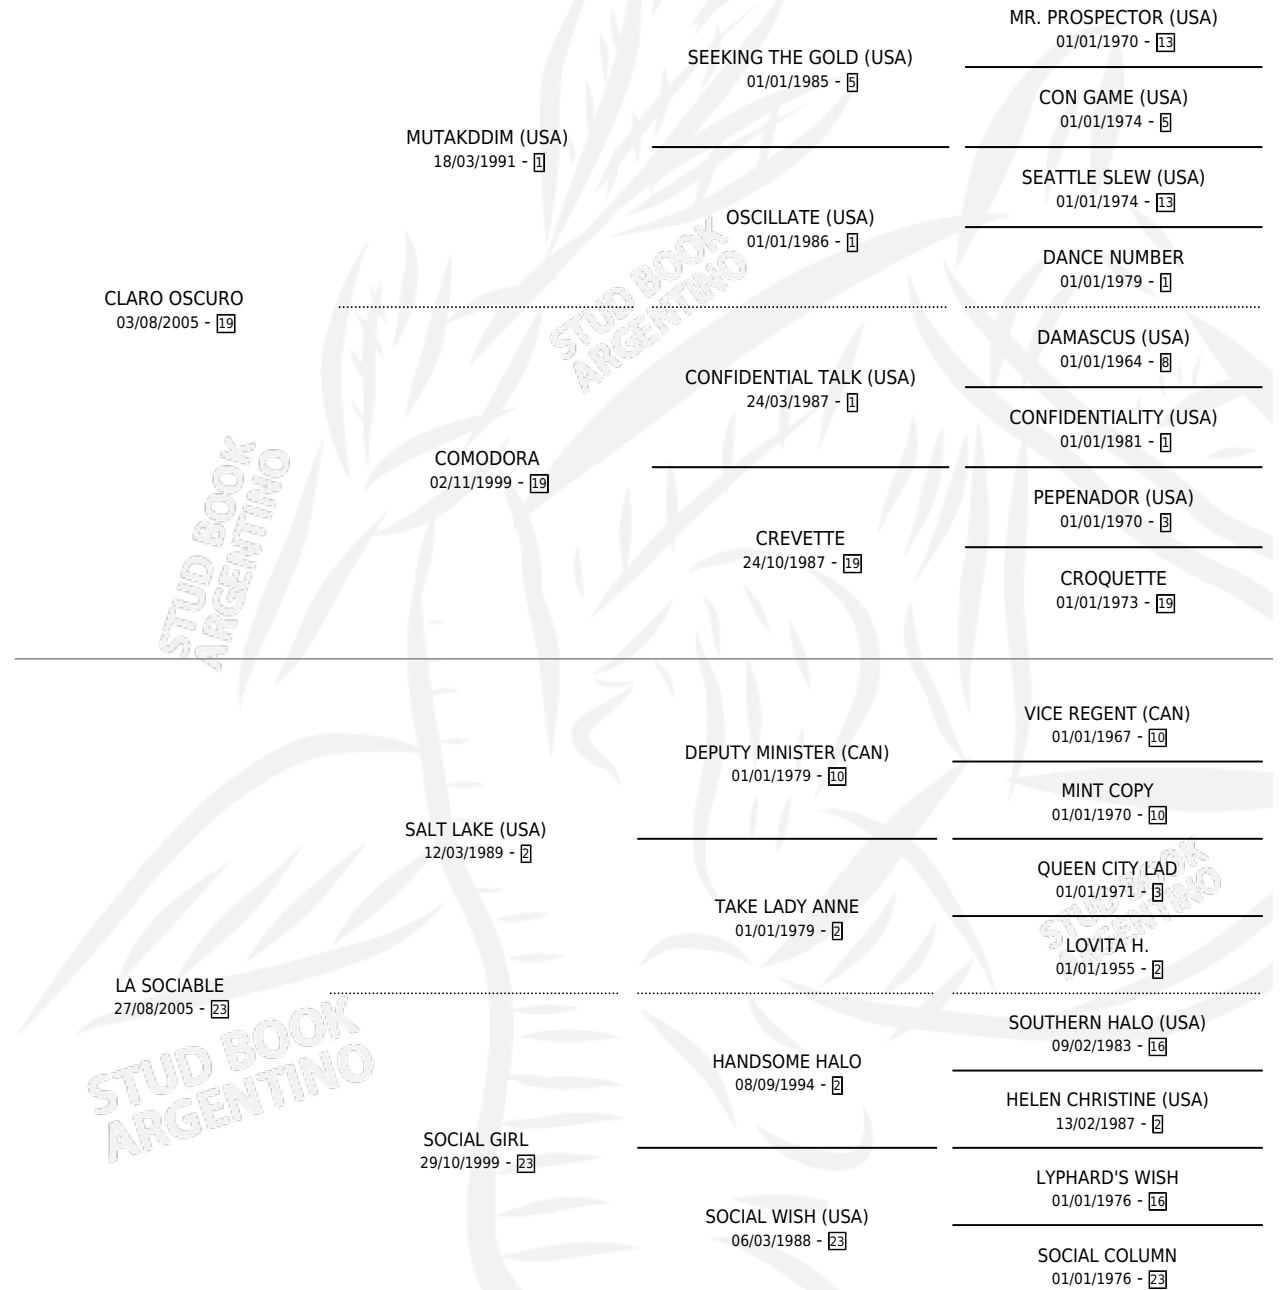 MR. PROSPECTOR (USA)
01/01/1970 - 13
SEEKING THE GOLD (USA)
01/01/1985 - 5
CON GAME (USA)
01/01/1974 - 5
MUTAKDDIM (USA)
18/03/1991 - 1
SEATTLE SLEW (USA)
01/01/1974 - 13
OSCILLATE (USA)
01/01/1986 - 1
DANCE NUMBER
01/01/1979 - 1
CLARO OSCURO
03/08/2005 - 19
STUD BOOK
ARGENTINO
DAMASCUS (USA)
01/01/1964 - 8
CONFIDENTIAL TALK (USA)
24/03/1987 - 1
CONFIDENTIALITY (USA)
01/01/1981 - 1
COMODORA
02/11/1999 - 19
PEPENADOR (USA)
01/01/1970 - 3
CREVETTE
24/10/1987 - 19
CROQUETTE
01/01/1973 - 19
STUD BOOK
ARGENTINO
VICE REGENT (CAN)
01/01/1967 - 10
DEPUTY MINISTER (CAN)
01/01/1979 - 10
MINT COPY
01/01/1970 - 10
SALT LAKE (USA)
12/03/1989 - 2
QUEEN CITY LAD
01/01/1971 - 3
TAKE LADY ANNE
01/01/1979 - 2
LOVITA H.
01/01/1955 - 2
STUD BOOK
ARGENTINO
LA SOCIABLE
27/08/2005 - 23
STUD BOOK
ARGENTINO
SOUTHERN HALO (USA)
09/02/1983 - 16
HANDSOME HALO
08/09/1994 - 2
HELEN CHRISTINE (USA)
13/02/1987 - 2
SOCIAL GIRL
29/10/1999 - 23
LYPHARD'S WISH
01/01/1976 - 16
SOCIAL WISH (USA)
06/03/1988 - 23
SOCIAL COLUMN
01/01/1976 - 23